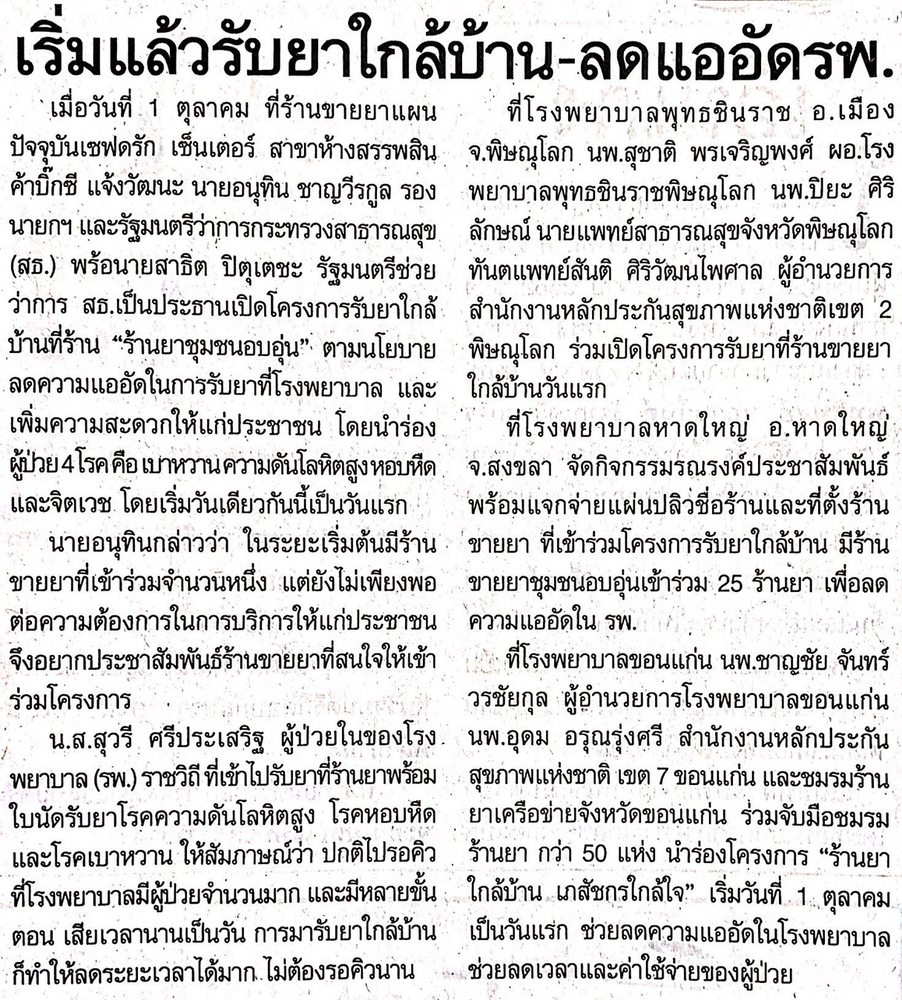 เริ่มแล้วรับยาใกล้บ้าน-ลดแออัดรพ.
เมื่อวันที่ 1 ตุลาคม ที่ร้านขายยาแผน
ปัจจุบันเซฟดรัก เซ็นเตอร์ สาขาห้างสรรพสิน
ค้าบิ๊กซี แจ้งวัฒนะ นายอนุทิน ชาญวีรกูล รอง
นายกฯ และรัฐมนตรีว่าการกระทรวงสาธารณสุข
(สธ.) พร้อนายสาธิต ปิตุเตชะ รัฐมนตรีช่วย
ว่าการ สธ.เป็นประธานเปิดโครงการรับยาใกล้
บ้านที่ร้าน “ร้านยาชุมชนอบอุ่น” ตามนโยบาย
ลดความแออัดในการรับยาที่โรงพยาบาล และ
เพิ่มความสะดวกให้แก่ประชาชน โดยนำร่อง
ผู้ป่วย 4 โรค คือ เบาหวาน ความดันโลหิตสูง หอบหืด
และจิตเวช โดยเริ่มวันเดียวกันนี้เป็นวันแรก
นายอนุทินกล่าวว่า ในระยะเริ่มต้นมีร้าน
ขายยาที่เข้าร่วมจำนวนหนึ่ง แต่ยังไม่เพียงพอ
ต่อความต้องการในการบริการให้แก่ประชาชน
จึงอยากประชาสัมพันธ์ร้านขายยาที่สนใจให้เข้า
ร่วมโครงการ
น.ส.สุวรี ศรีประเสริฐ ผู้ป่วยในของโรง
พยาบาล (รพ.) ราชวิถี ที่เข้าไปรับยาที่ร้านยาพร้อม
ใบนัดรับยาโรคความดันโลหิตสูง โรคหอบหืด
และโรคเบาหวาน ให้สัมภาษณ์ว่า ปกติไปรอคิว
ที่โรงพยาบาลมีผู้ป่วยจำนวนมาก และมีหลายขั้น
ตอน เสียเวลานานเป็นวัน การมารับยาใกล้บ้าน
ก็ทำให้ลดระยะเวลาได้มาก ไม่ต้องรอคิวนาน
ที่โรงพยาบาลพุทธชินราช อ.เมือง
จ.พิษณุโลก นพ.สุชาติ พรเจริญพงศ์ ผอ.โรง
พยาบาลพุทธชินราชพิษณุโลก นพ.ปิยะ ศิริ
ลักษณ์ นายแพทย์สาธารณสุขจังหวัดพิษณุโลก
ทันตแพทย์สันติ ศิริวัฒนไพศาล ผู้อำนวยการ
สำนักงานหลักประกันสุขภาพแห่งชาติเขต 2
พิษณุโลก ร่วมเปิดโครงการรับยาที่ร้านขายยา
ใกล้บ้านวันแรก
ที่โรงพยาบาลหาดใหญ่ อ.หาดใหญ่
จ.สงขลา จัดกิจกรรมรณรงค์ประชาสัมพันธ์
พร้อมแจกจ่ายแผ่นปลิวชื่อร้านและที่ตั้งร้าน
ขายยา ที่เข้าร่วมโครงการรับยาใกล้บ้าน มีร้าน
ขายยาชุมชนอบอุ่นเข้าร่วม 25 ร้านยา เพื่อลด
ความแออัดใน รพ.
ที่โรงพยาบาลขอนแก่น นพ.ชาญชัย จันทร์
วรชัยกุล ผู้อำนวยการโรงพยาบาลขอนแก่น
นพ.อุดม อรุณรุ่งศรี สำนักงานหลักประกัน
สุขภาพแห่งชาติ เขต 7 ขอนแก่น และชมรมร้าน
ยาเครือข่ายจังหวัดขอนแก่น ร่วมจับมือชมรม
ร้านยา กว่า 50 แห่ง นำร่องโครงการ “ร้านยา
ใกล้บ้าน เภสัชกรใกล้ใจ” เริ่มวันที่ 1 ตุลาคม
เป็นวันแรก ช่วยลดความแออัดในโรงพยาบาล
ช่วยลดเวลาและค่าใช้จ่ายของผู้ป่วย